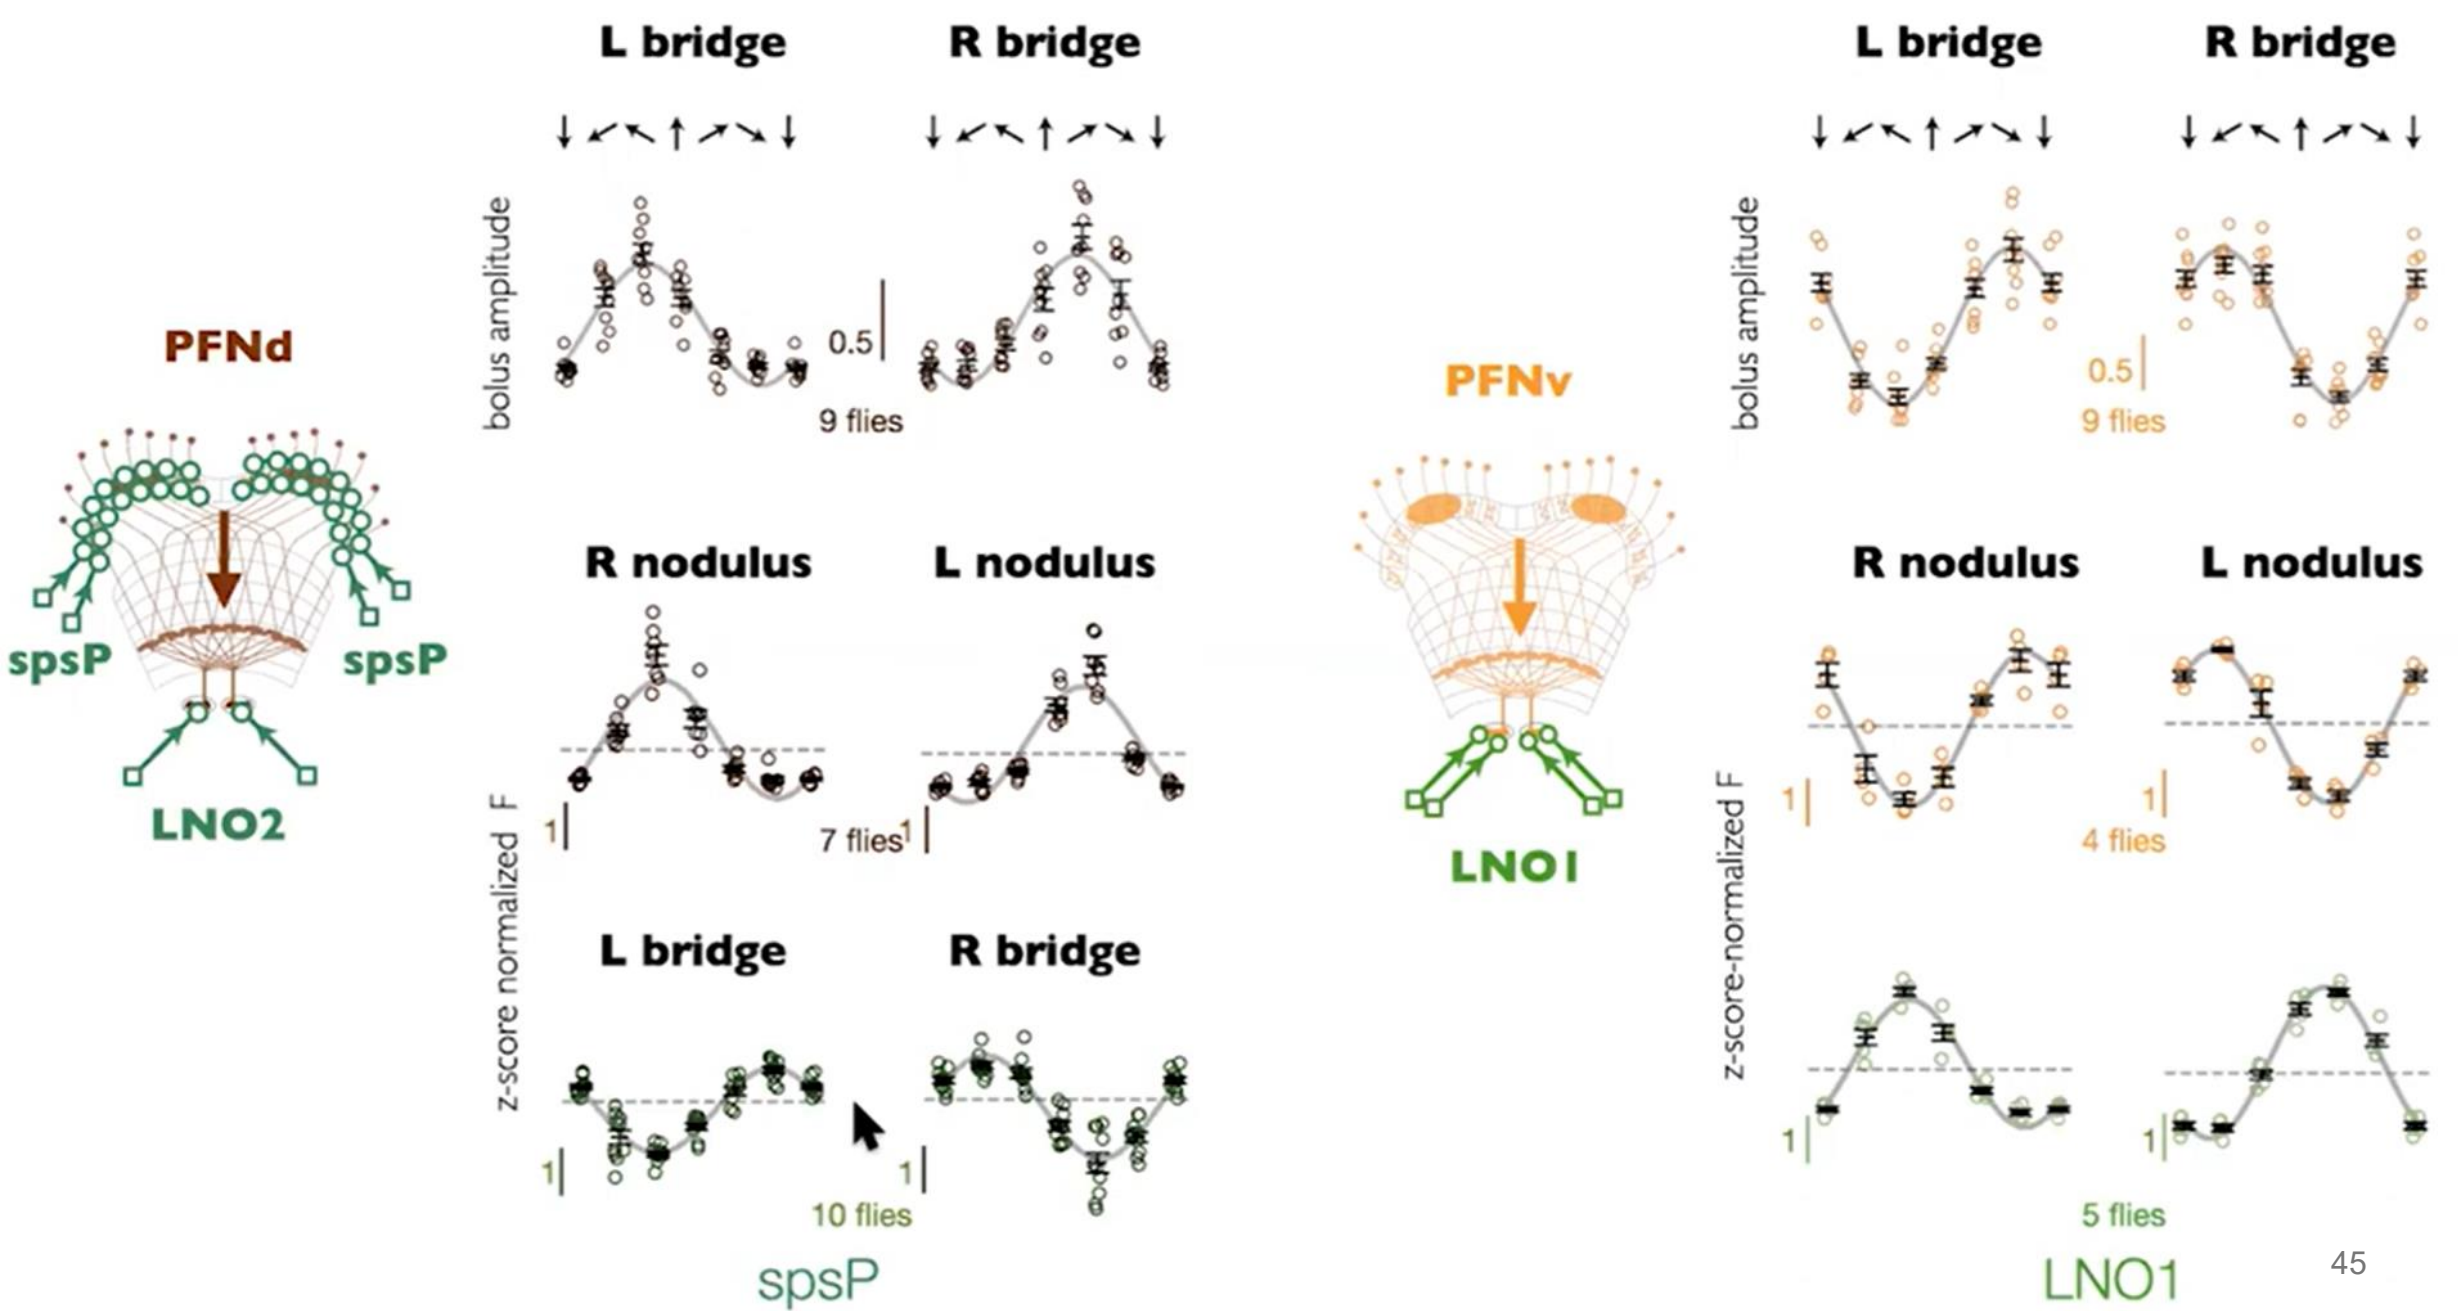 L bridge
R bridge
bolus amplitude
0.5
9 flies
PFNd
spsP
spsP
LNO2
R nodulus
L nodulus
z-score normalized F
1
7 flies
1
L bridge
R bridge
1
1
10 flies
spsP
L bridge
R bridge
bolus amplitude
0.5
9 flies
PFNv
LNO1
R nodulus
L nodulus
z-score-normalized F
1
1
4 flies
1
1
5 flies
LNO1
45